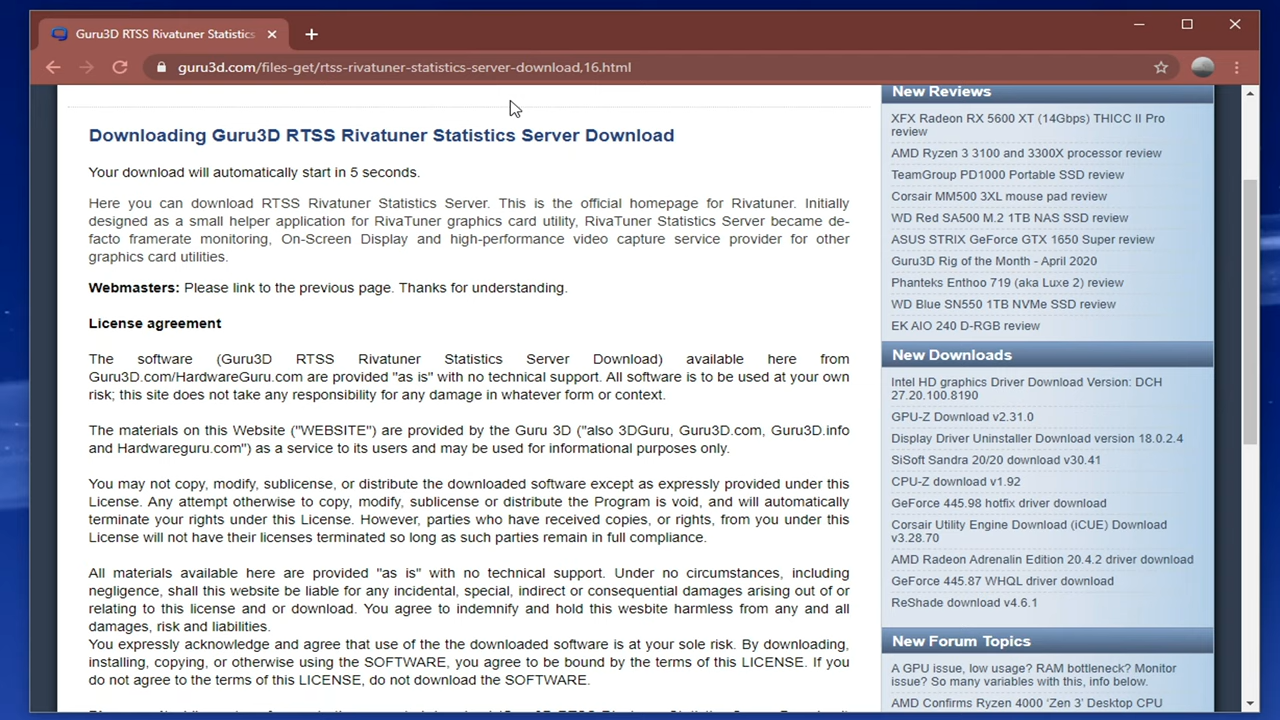 Guru3D RTSS Rivatuner Statistics
guru3d.com/files-get/rtss-rivatuner-statistics-server-download,16.html
Downloading Guru3D RTSS Rivatuner Statistics Server Download
Your download will automatically start in 5 seconds.
Here you can download RTSS Rivatuner Statistics Server. This is the official homepage for Rivatuner. Initially
designed as a small helper application for RivaTuner graphics card utility, RivaTuner Statistics Server became de-
facto framerate monitoring, On-Screen Display and high-performance video capture service provider for other
graphics card utilities.
Webmasters: Please link to the previous page. Thanks for understanding.
License agreement
The software (Guru3D RTSS Rivatuner Statistics Server Download) available here from
Guru3D.com/HardwareGuru.com are provided "as is" with no technical support. All software is to be used at your own
risk; this site does not take any responsibility for any damage in whatever form or context.
The materials on this Website ("WEBSITE") are provided by the Guru 3D ("also 3DGuru, Guru3D.com, Guru3D.info
and Hardwareguru.com") as a service to its users and may be used for informational purposes only.
You may not copy, modify, sublicense, or distribute the downloaded software except as expressly provided under this
License. Any attempt otherwise to copy, modify, sublicense or distribute the Program is void, and will automatically
terminate your rights under this License. However, parties who have received copies, or rights, from you under this
License will not have their licenses terminated so long as such parties remain in full compliance.
All materials available here are provided "as is" with no technical support. Under no circumstances, including
negligence, shall this website be liable for any incidental, special, indirect or consequential damages arising out of or
relating to this license and or download. You agree to indemnify and hold this wesbite harmless from any and all
damages, risk and liabilities.
You expressly acknowledge and agree that use of the the downloaded software is at your sole risk. By downloading,
installing, copying, or otherwise using the SOFTWARE, you agree to be bound by the terms of this LICENSE. If you
do not agree to the terms of this LICENSE, do not download the SOFTWARE.
New Reviews
XFX Radeon RX 5600 XT (14Gbps) THICC II Pro
review
AMD Ryzen 3 3100 and 3300X processor review
TeamGroup PD1000 Portable SSD review
Corsair MM500 3XL mouse pad review
WD Red SA500 M.2 1TB NAS SSD review
ASUS STRIX GeForce GTX 1650 Super review
Guru3D Rig of the Month - April 2020
Phanteks Enthoo 719 (aka Luxe 2) review
WD Blue SN550 1TB NVMe SSD review
EK AIO 240 D-RGB review
New Downloads
Intel HD graphics Driver Download Version: DCH
27.20.100.8190
GPU-Z Download v2.31.0
Display Driver Uninstaller Download version 18.0.2.4
SiSoft Sandra 20/20 download v30.41
CPU-Z download v1.92
GeForce 445.98 hotfix driver download
Corsair Utility Engine Download (iCUE) Download
v3.28.70
AMD Radeon Adrenalin Edition 20.4.2 driver download
GeForce 445.87 WHQL driver download
ReShade download v4.6.1
New Forum Topics
A GPU issue, low usage? RAM bottleneck? Monitor
issue? So many variables with this, info below.
AMD Confirms Ryzen 4000 'Zen 3' Desktop CPU